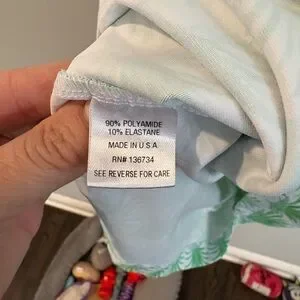 90% POLYAMIDE
10% ELASTANE
MADE IN U.S.A
RN# 136734
SEE REVERSE FOR CARE